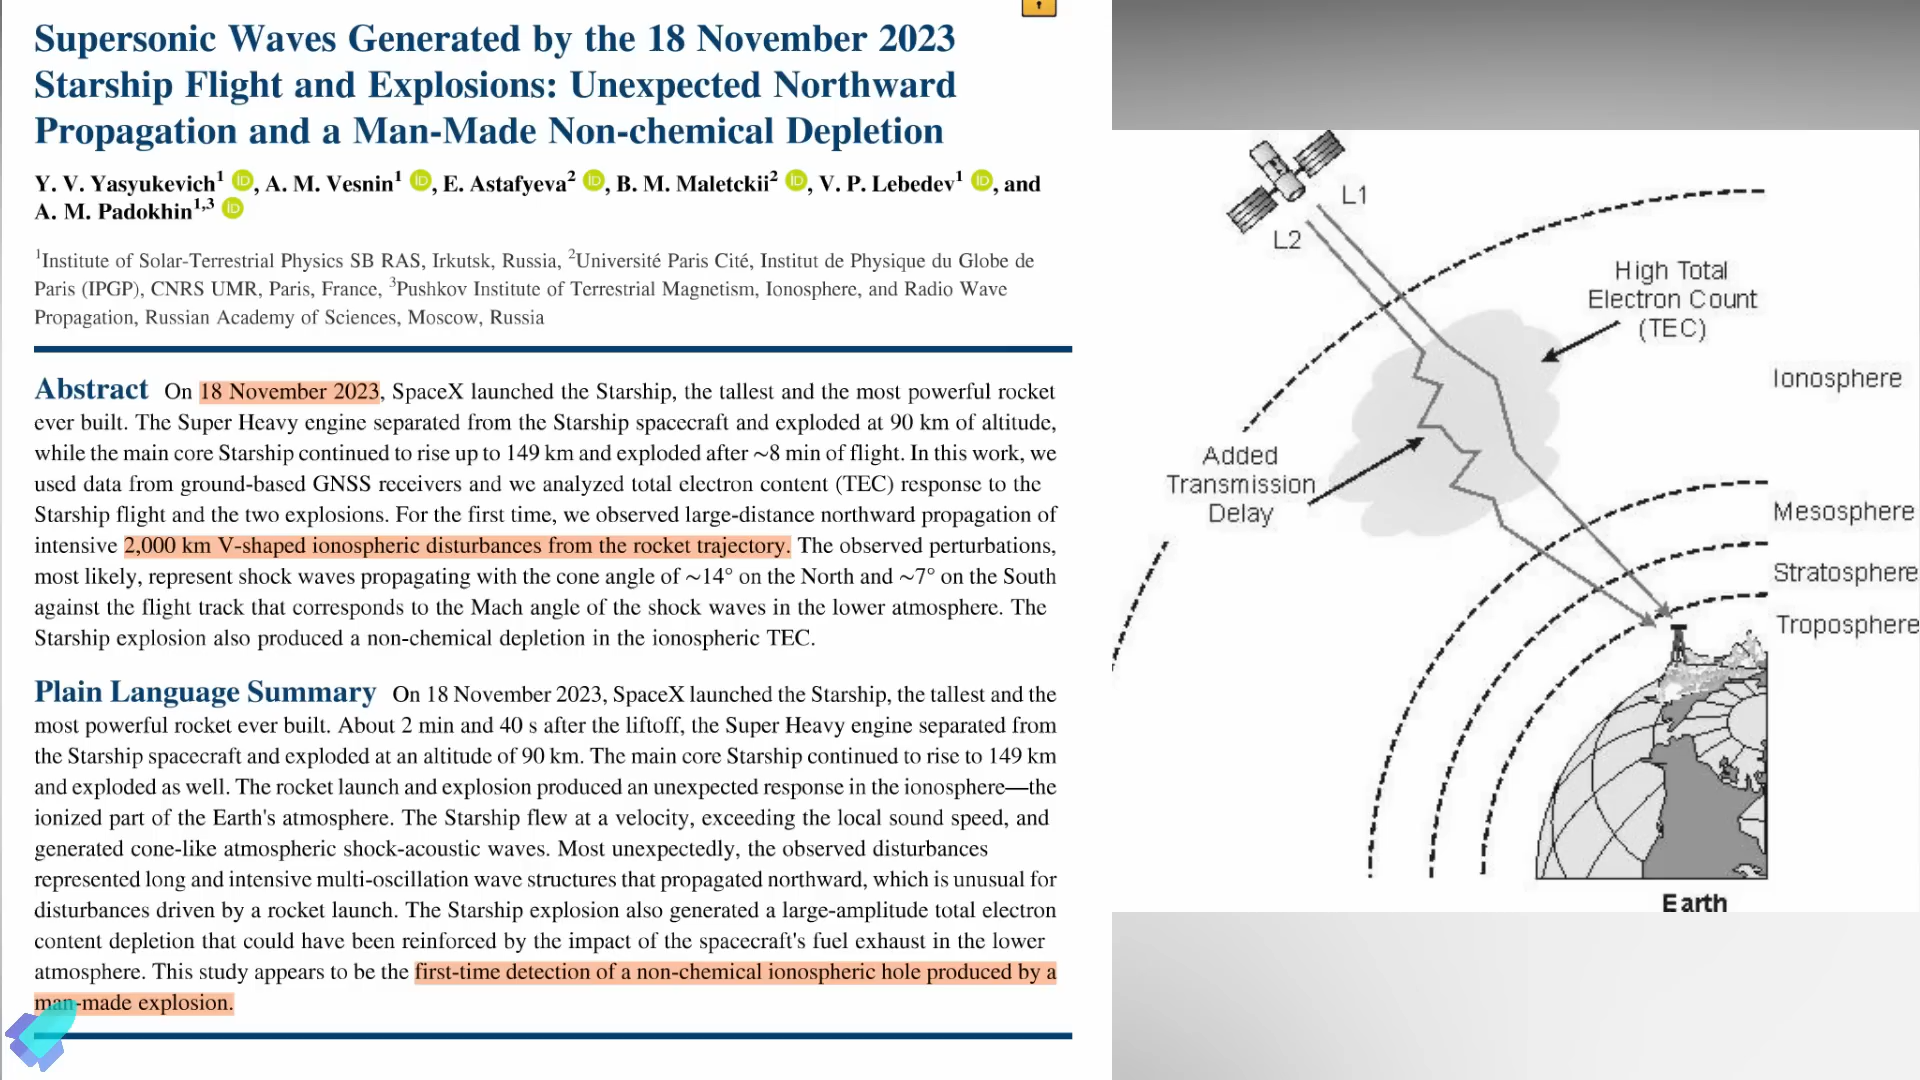 Supersonic Waves Generated by the 18 November 2023
Starship Flight and Explosions: Unexpected Northward
Propagation and a Man-Made Non-chemical Depletion
Y. V. Yasyukevich1 iD, A. M. Vesnin1 iD, E. Astafyeva2 iD, B. M. Maletckii2 iD, V. P. Lebedev1 iD, and
A. M. Padokhin1,3 iD
1Institute of Solar-Terrestrial Physics SB RAS, Irkutsk, Russia, 2Université Paris Cité, Institut de Physique du Globe de
Paris (IPGP), CNRS UMR, Paris, France, 3Pushkov Institute of Terrestrial Magnetism, Ionosphere, and Radio Wave
Propagation, Russian Academy of Sciences, Moscow, Russia
Abstract On 18 November 2023, SpaceX launched the Starship, the tallest and the most powerful rocket
ever built. The Super Heavy engine separated from the Starship spacecraft and exploded at 90 km of altitude,
while the main core Starship continued to rise up to 149 km and exploded after ~8 min of flight. In this work, we
used data from ground-based GNSS receivers and we analyzed total electron content (TEC) response to the
Starship flight and the two explosions. For the first time, we observed large-distance northward propagation of
intensive 2,000 km V-shaped ionospheric disturbances from the rocket trajectory. The observed perturbations,
most likely, represent shock waves propagating with the cone angle of ~14° on the North and ~7° on the South
against the flight track that corresponds to the Mach angle of the shock waves in the lower atmosphere. The
Starship explosion also produced a non-chemical depletion in the ionospheric TEC.
Plain Language Summary On 18 November 2023, SpaceX launched the Starship, the tallest and the
most powerful rocket ever built. About 2 min and 40 s after the liftoff, the Super Heavy engine separated from
the Starship spacecraft and exploded at an altitude of 90 km. The main core Starship continued to rise to 149 km
and exploded as well. The rocket launch and explosion produced an unexpected response in the ionosphere—the
ionized part of the Earth's atmosphere. The Starship flew at a velocity, exceeding the local sound speed, and
generated cone-like atmospheric shock-acoustic waves. Most unexpectedly, the observed disturbances
represented long and intensive multi-oscillation wave structures that propagated northward, which is unusual for
disturbances driven by a rocket launch. The Starship explosion also generated a large-amplitude total electron
content depletion that could have been reinforced by the impact of the spacecraft's fuel exhaust in the lower
atmosphere. This study appears to be the first-time detection of a non-chemical ionospheric hole produced by a
man-made explosion.
L1
L2
High Total
Electron Count
(TEC)
Ionosphere
Added
Transmission
Delay
Mesosphere
Stratosphere
Troposphere
Earth